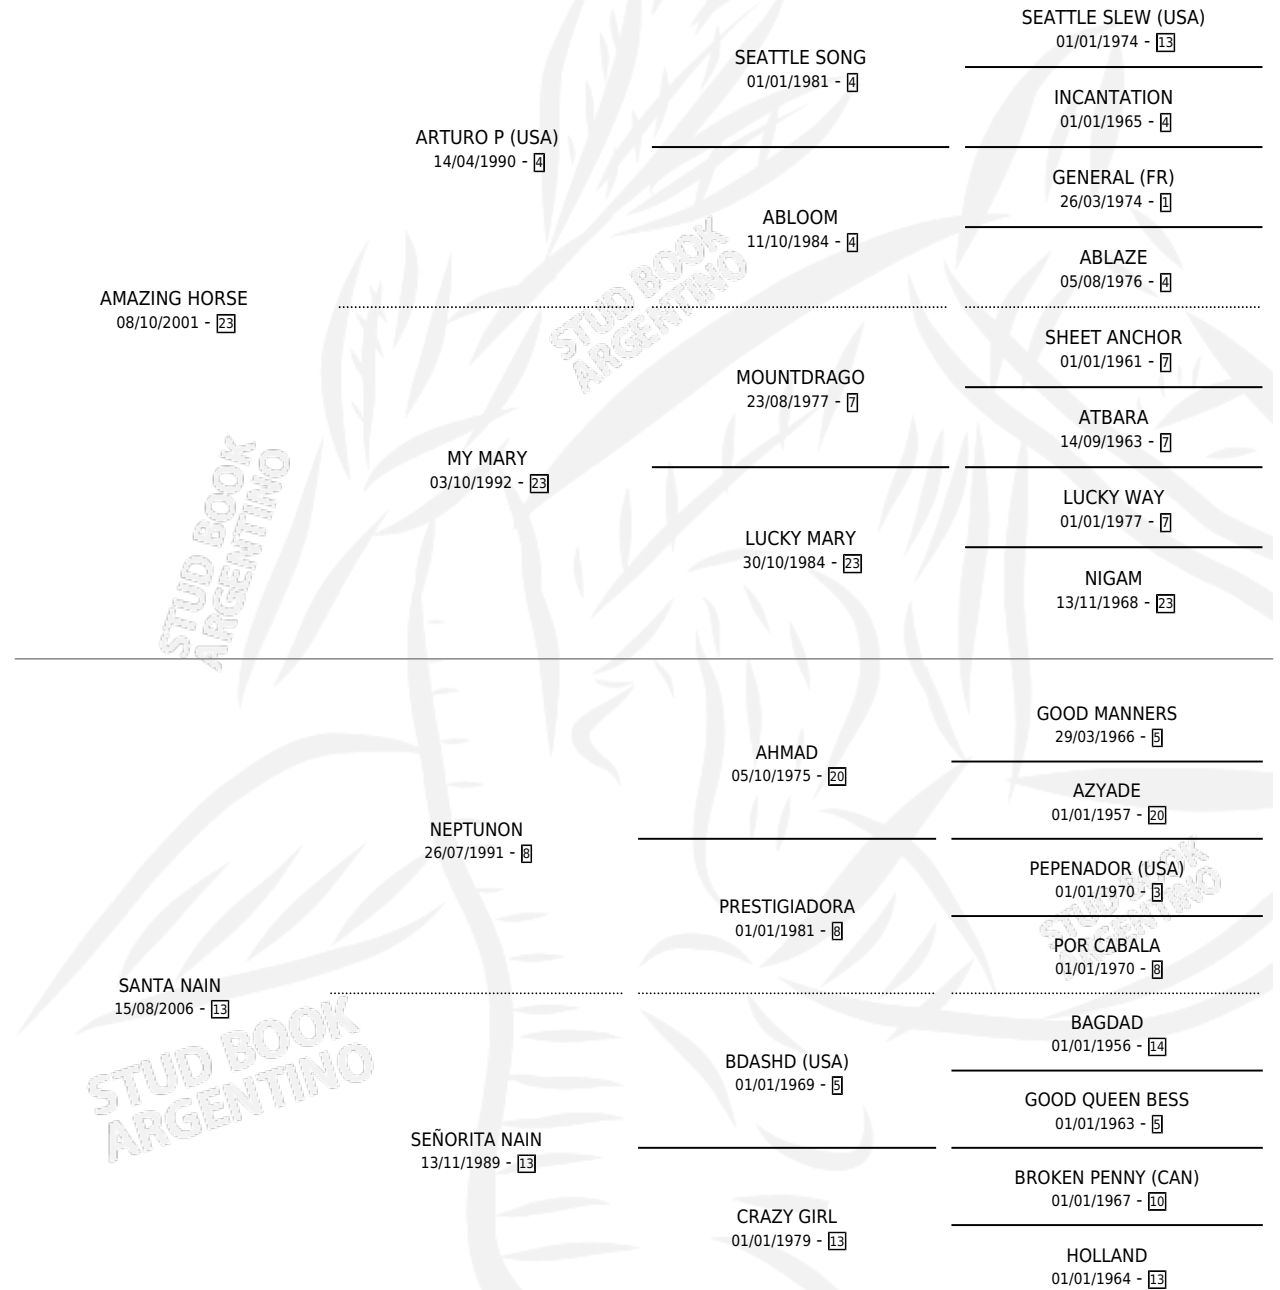 SEATTLE SLEW (USA)
01/01/1974 - 13
SEATTLE SONG
01/01/1981 - 4
INCANTATION
01/01/1965 - 4
ARTURO P (USA)
14/04/1990 - 4
GENERAL (FR)
26/03/1974 - 1
ABLOOM
11/10/1984 - 4
ABLAZE
05/08/1976 - 4
AMAZING HORSE
08/10/2001 - 23
SHEET ANCHOR
01/01/1961 - 7
MOUNTDRAGO
23/08/1977 - 7
ATBARA
14/09/1963 - 7
MY MARY
03/10/1992 - 23
LUCKY WAY
01/01/1977 - 7
LUCKY MARY
30/10/1984 - 23
NIGAM
13/11/1968 - 23
GOOD MANNERS
29/03/1966 - 5
AHMAD
05/10/1975 - 20
AZYADE
01/01/1957 - 20
NEPTUNON
26/07/1991 - 8
PEPENADOR (USA)
01/01/1970 - 3
PRESTIGIADORA
01/01/1981 - 8
POR CABALA
01/01/1970 - 8
SANTA NAIN
15/08/2006 - 13
BAGDAD
01/01/1956 - 14
BDASHD (USA)
01/01/1969 - 5
GOOD QUEEN BESS
01/01/1963 - 5
SEÑORITA NAIN
13/11/1989 - 13
BROKEN PENNY (CAN)
01/01/1967 - 10
CRAZY GIRL
01/01/1979 - 13
HOLLAND
01/01/1964 - 13
STUD BOOK
ARGENTINO
STUD BOOK
ARGENTINO
STUD BOOK
ARGENTINO
STUD BOOK
ARGENTINO